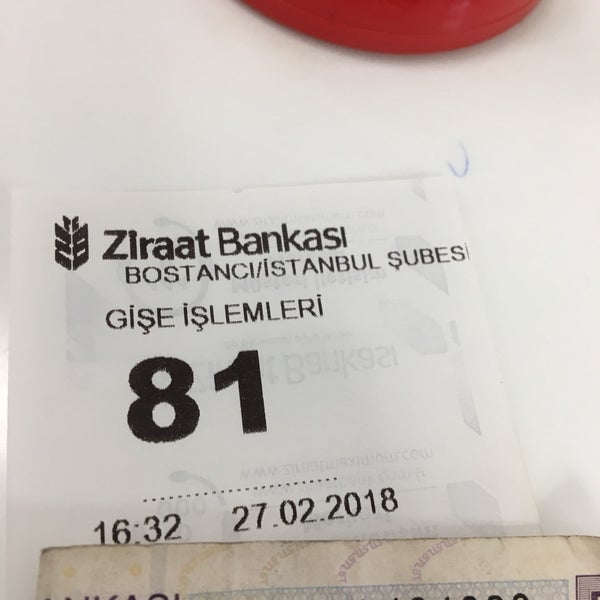 Ziraat Bankası
BOSTANCI/İSTANBUL ŞUBESİ
GİŞE İŞLEMLERİ
81
16:32 27.02.2018